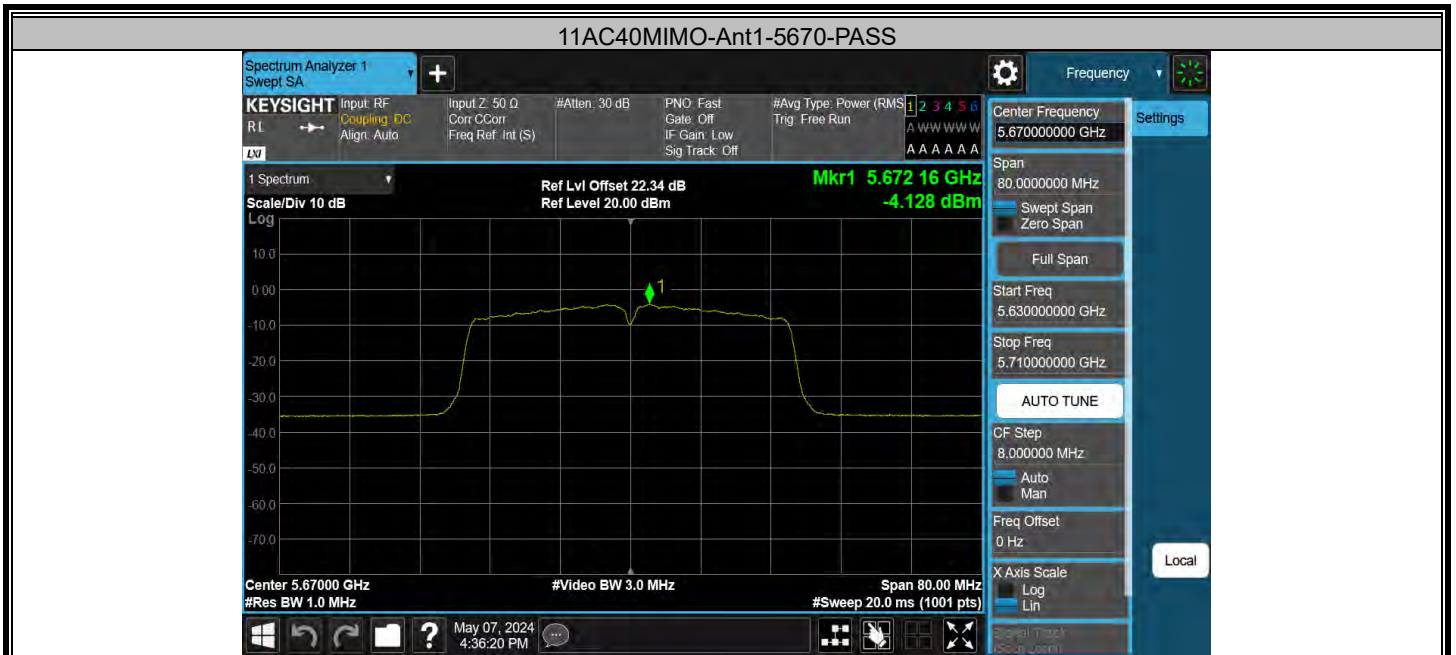 11AC40MIMO-Ant1-5670-PASS
Spectrum Analyzer 1
Swept SA
Frequency
KEYSIGHT
RL
LXI
Input: RF
Coupling: DC
Align: Auto
Input Z: 50 Ω
Corr CCorr
Freq Ref: Int (S)
#Atten: 30 dB
PNO: Fast
Gate: Off
IF Gain: Low
Sig Track: Off
#Avg Type: Power (RMS
Trig: Free Run
1 2 3 4 5 6
A W W W W W
A A A A A A
1 Spectrum
Scale/Div 10 dB
Log
Ref Lvl Offset 22.34 dB
Ref Level 20.00 dBm
Mkr1 5.672 16 GHz
-4.128 dBm
10.0
0.00
-10.0
-20.0
-30.0
-40.0
-50.0
-60.0
-70.0
1
Center 5.67000 GHz
#Res BW 1.0 MHz
#Video BW 3.0 MHz
Span 80.00 MHz
#Sweep 20.0 ms (1001 pts)
Center Frequency
5.670000000 GHz
Settings
Span
80.0000000 MHz
Swept Span
Zero Span
Full Span
Start Freq
5.630000000 GHz
Stop Freq
5.710000000 GHz
AUTO TUNE
CF Step
8.000000 MHz
Auto
Man
Freq Offset
0 Hz
X Axis Scale
Log
Lin
Local
May 07, 2024
4:36:20 PM